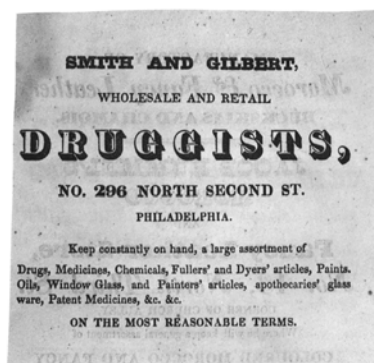 SMITH AND GILBERT,
WHOLESALE AND RETAIL
DRUGGISTS,
NO. 296 NORTH SECOND ST.
PHILADELPHIA.
Keep constantly on hand, a large assortment of
Drugs, Medicines, Chemicals, Fullers' and Dyers' articles, Paints.
Oils, Window Glass, and Painters' articles, apothecaries' glass
ware, Patent Medicines, &c. &c.
ON THE MOST REASONABLE TERMS.